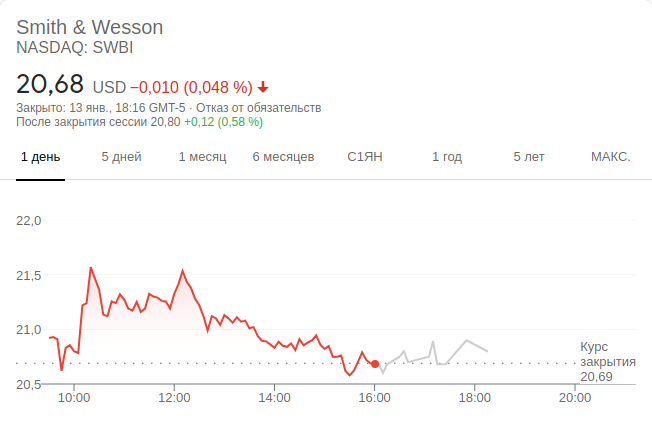 Smith & Wesson
NASDAQ: SWBI
20,68 USD −0,010 (0,048 %)
Закрыто: 13 янв., 18:16 GMT-5 · Отказ от обязательств
После закрытия сессии 20,80 +0,12 (0,58 %)
1 день 5 дней 1 месяц 6 месяцев С1ЯН 1 год 5 лет МАКС.
22,0
21,5
21,0
20,5
Курс
закрытия
20,69
10:00 12:00 14:00 16:00 18:00 20:00